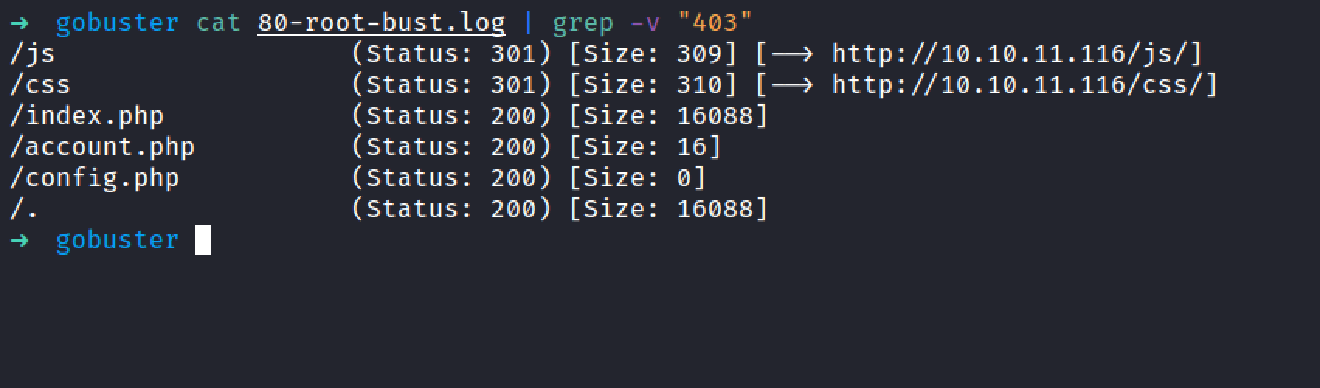 → gobuster cat 80-root-bust.log | grep -v "403"
/js                   (Status: 301) [Size: 309] [--> http://10.10.11.116/js/]
/css                  (Status: 301) [Size: 310] [--> http://10.10.11.116/css/]
/index.php            (Status: 200) [Size: 16088]
/account.php          (Status: 200) [Size: 16]
/config.php           (Status: 200) [Size: 0]
/.                    (Status: 200) [Size: 16088]
→ gobuster